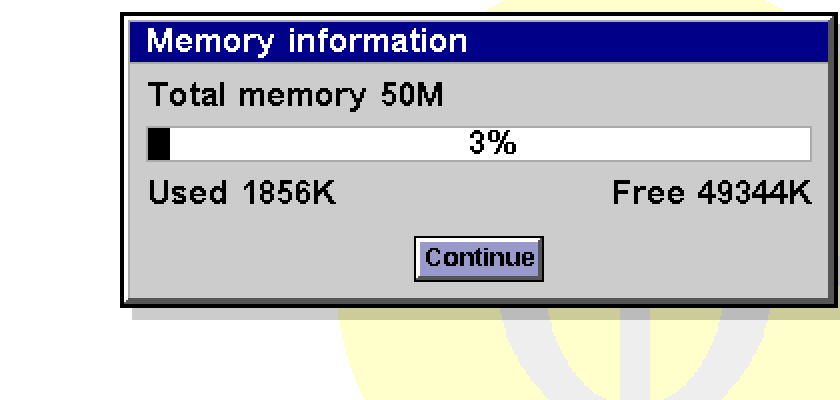 Memory information
Total memory 50M
3%
Used 1856K Free 49344K
Continue